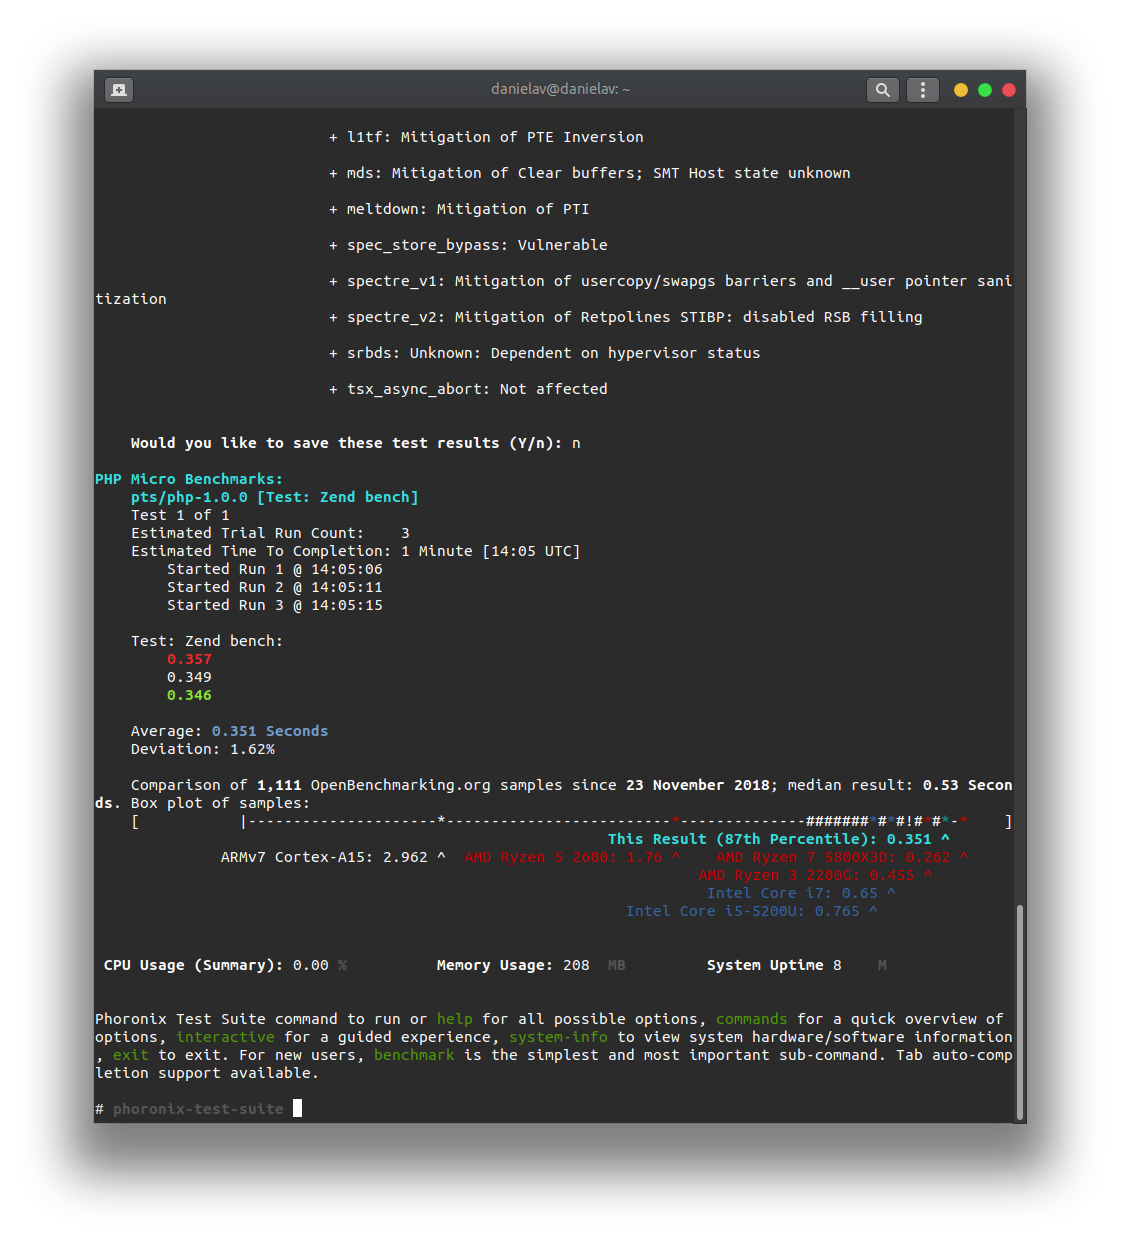 danielav@danielav: ~
+ l1tf: Mitigation of PTE Inversion
+ mds: Mitigation of Clear buffers; SMT Host state unknown
+ meltdown: Mitigation of PTI
+ spec_store_bypass: Vulnerable
+ spectre_v1: Mitigation of usercopy/swapgs barriers and __user pointer sani
tization
+ spectre_v2: Mitigation of Retpolines STIBP: disabled RSB filling
+ srbds: Unknown: Dependent on hypervisor status
+ tsx_async_abort: Not affected
Would you like to save these test results (Y/n): n
PHP Micro Benchmarks:
pts/php-1.0.0 [Test: Zend bench]
Test 1 of 1
Estimated Trial Run Count:    3
Estimated Time To Completion: 1 Minute [14:05 UTC]
Started Run 1 @ 14:05:06
Started Run 2 @ 14:05:11
Started Run 3 @ 14:05:15
Test: Zend bench:
0.357
0.349
0.346
Average: 0.351 Seconds
Deviation: 1.62%
Comparison of 1,111 OpenBenchmarking.org samples since 23 November 2018; median result: 0.53 Secon
ds. Box plot of samples:
[           |---------------------*-------------------------*--------------#######*#*#!#*#*-*    ]
This Result (87th Percentile): 0.351 ^
ARMv7 Cortex-A15: 2.962 ^  AMD Ryzen 5 2600: 1.76 ^    AMD Ryzen 7 5800X3D: 0.262 ^
AMD Ryzen 3 2200G: 0.455 ^
Intel Core i7: 0.65 ^
Intel Core i5-5200U: 0.765 ^
CPU Usage (Summary): 0.00 %          Memory Usage: 208  MB         System Uptime 8    M
Phoronix Test Suite command to run or help for all possible options, commands for a quick overview of
options, interactive for a guided experience, system-info to view system hardware/software information
, exit to exit. For new users, benchmark is the simplest and most important sub-command. Tab auto-comp
letion support available.
# phoronix-test-suite